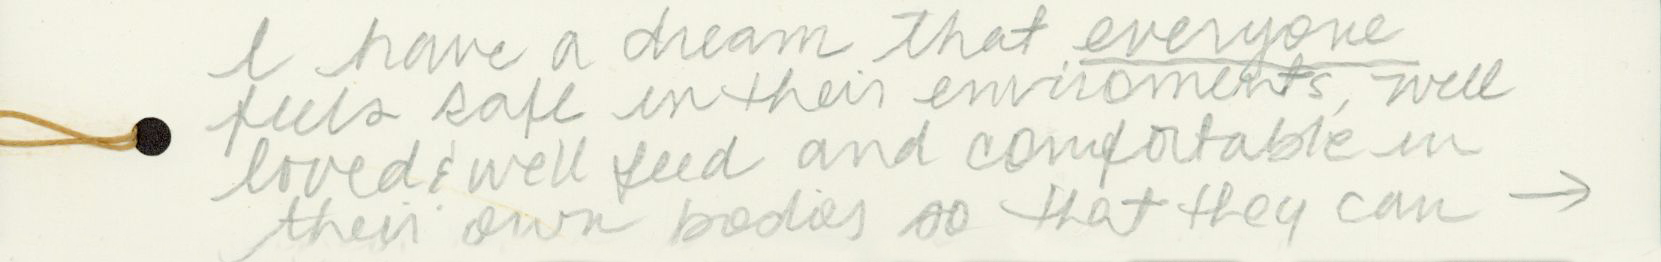 I have a dream that everyone
feels safe in their enviroments, well
loved & well feed and comfortable in
their own bodies so that they can →